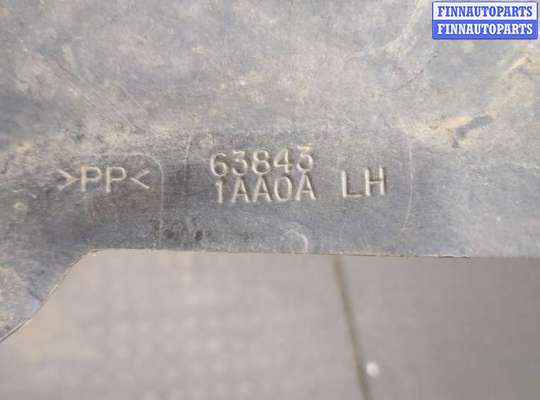 FINNAUTOPARTS
FINNAUTOPARTS
63843
>PP<
1AA0A LH